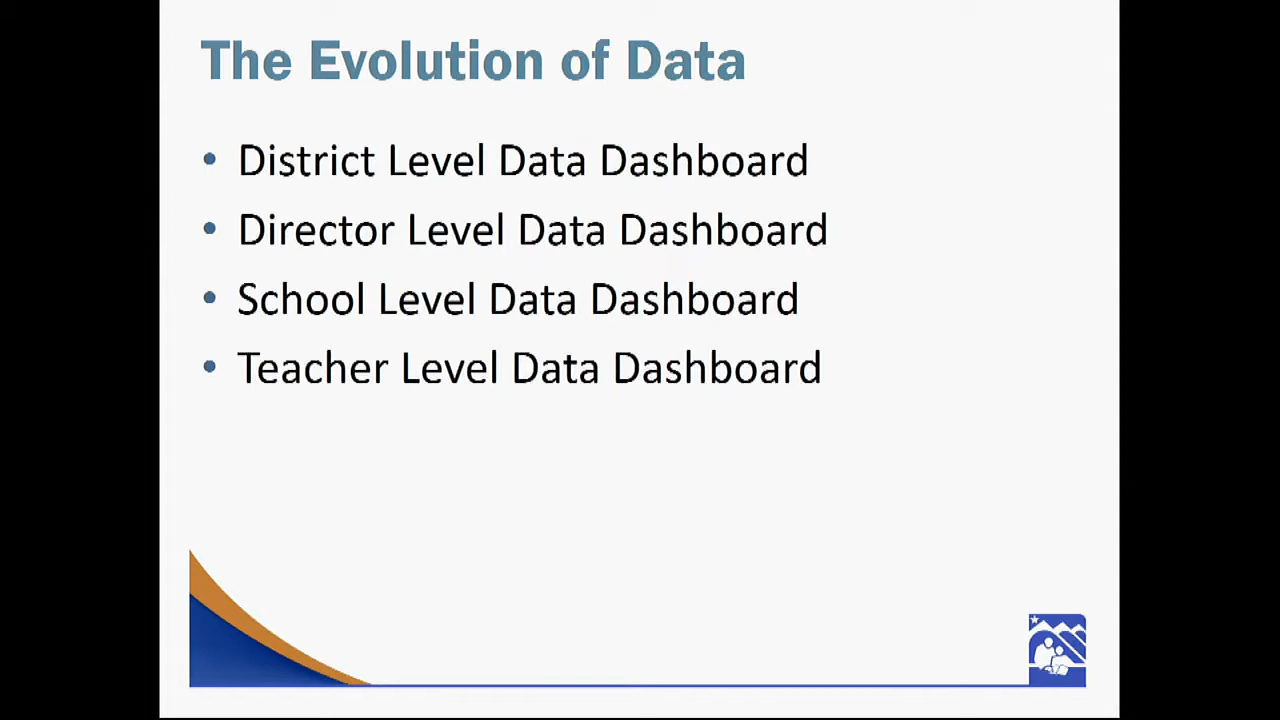 The Evolution of Data
• District Level Data Dashboard
• Director Level Data Dashboard
• School Level Data Dashboard
• Teacher Level Data Dashboard